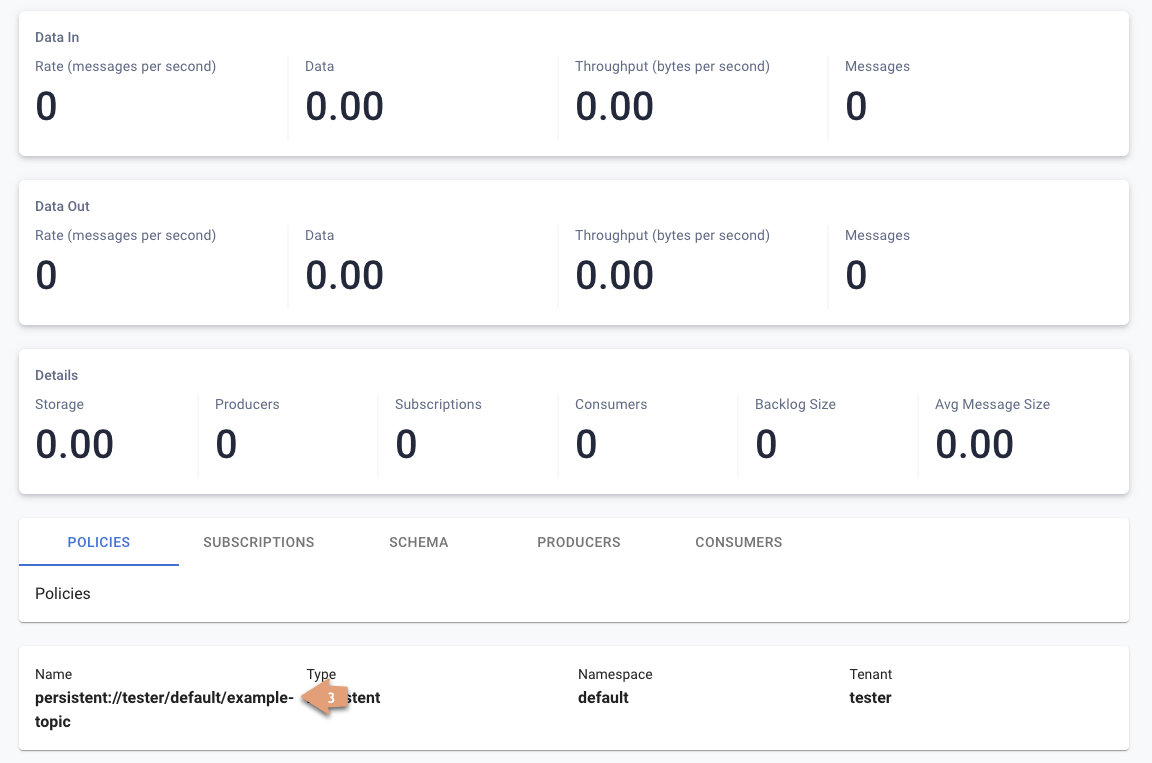 Data In
Rate (messages per second) Data Throughput (bytes per second) Messages
0 0.00 0.00 0
Data Out
Rate (messages per second) Data Throughput (bytes per second) Messages
0 0.00 0.00 0
Details
Storage Producers Subscriptions Consumers Backlog Size Avg Message Size
0.00 0 0 0 0 0.00
POLICIES SUBSCRIPTIONS SCHEMA PRODUCERS CONSUMERS
Policies
Name Type Namespace Tenant
persistent://tester/default/example- 3 default tester
topic